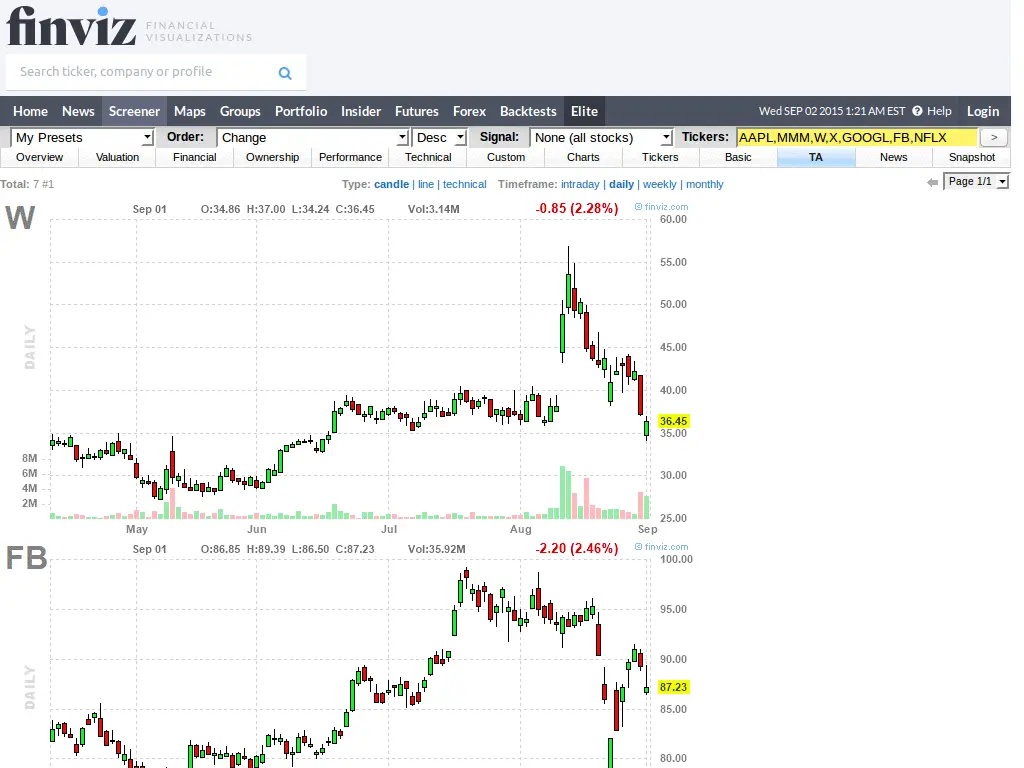 finviz FINANCIAL
VISUALIZATIONS
Search ticker, company or profile
Home News Screener Maps Groups Portfolio Insider Futures Forex Backtests Elite Wed SEP 02 2015 1:21 AM EST ? Help Login
My Presets Order: Change Desc Signal: None (all stocks) Tickers: AAPL,MMM,W,X,GOOGL,FB,NFLX >
Overview Valuation Financial Ownership Performance Technical Custom Charts Tickers Basic TA News Snapshot
Total: 7 #1 Type: candle | line | technical Timeframe: intraday | daily | weekly | monthly Page 1/1
W Sep 01 O:34.86 H:37.00 L:34.24 C:36.45 Vol:3.14M -0.85 (2.28%) © finviz.com
60.00
55.00
50.00
DAILY
45.00
40.00
36.45
35.00
8M
6M
30.00
4M
2M
25.00
May Jun Jul Aug Sep
FB Sep 01 O:86.85 H:89.39 L:86.50 C:87.23 Vol:35.92M -2.20 (2.46%) © finviz.com
100.00
95.00
90.00
DAILY
87.23
85.00
80.00